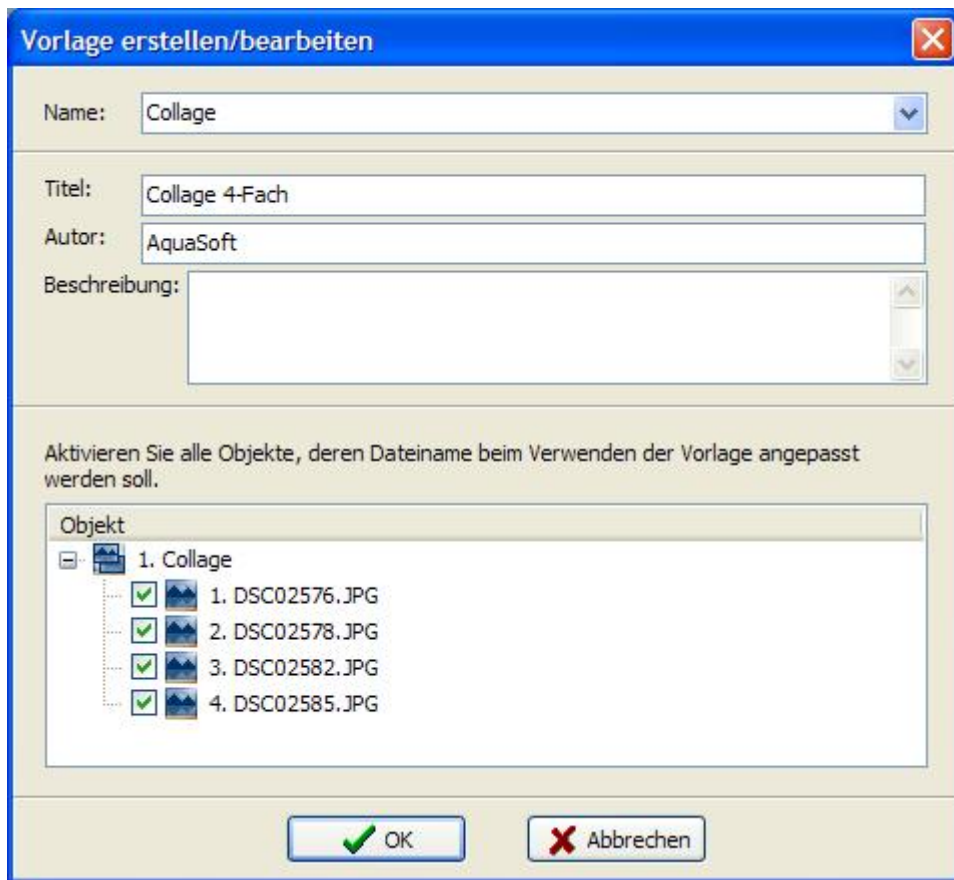 Vorlage erstellen/bearbeiten
Name: Collage
Titel: Collage 4-Fach
Autor: AquaSoft
Beschreibung:
Aktivieren Sie alle Objekte, deren Dateiname beim Verwenden der Vorlage angepasst
werden soll.
Objekt
1. Collage
1. DSC02576.JPG
2. DSC02578.JPG
3. DSC02582.JPG
4. DSC02585.JPG
OK Abbrechen